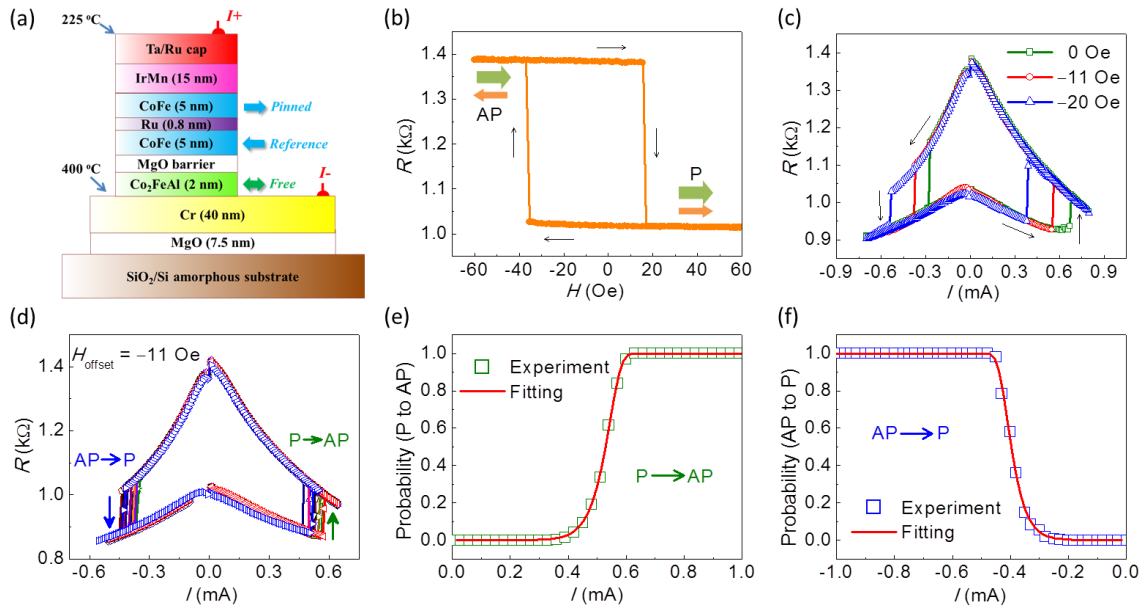 (a)
225 °C
I+
Ta/Ru cap
IrMn (15 nm)
CoFe (5 nm)
Pinned
Ru (0.8 nm)
CoFe (5 nm)
Reference
MgO barrier
400 °C
Co₂FeAl (2 nm)
Free
I-
Cr (40 nm)
MgO (7.5 nm)
SiO₂/Si amorphous substrate
(b)
R (kΩ)
1.4
1.3
1.2
1.1
1.0
AP
P
-60 -40 -20 0 20 40 60
H (Oe)
(c)
R (kΩ)
1.4
1.3
1.2
1.1
1.0
0.9
0 Oe
−11 Oe
−20 Oe
-0.9 -0.6 -0.3 0.0 0.3 0.6 0.9
I (mA)
(d)
H offset = −11 Oe
R (kΩ)
1.4
1.2
1.0
0.8
AP→P
P→AP
-0.6 -0.3 0.0 0.3 0.6
I (mA)
(e)
Probability (P to AP)
1.0
0.8
0.6
0.4
0.2
0.0
Experiment
Fitting
P→AP
0.0 0.2 0.4 0.6 0.8 1.0
I (mA)
(f)
Probability (AP to P)
1.0
0.8
0.6
0.4
0.2
0.0
AP→P
Experiment
Fitting
-1.0 -0.8 -0.6 -0.4 -0.2 -0.0
I (mA)